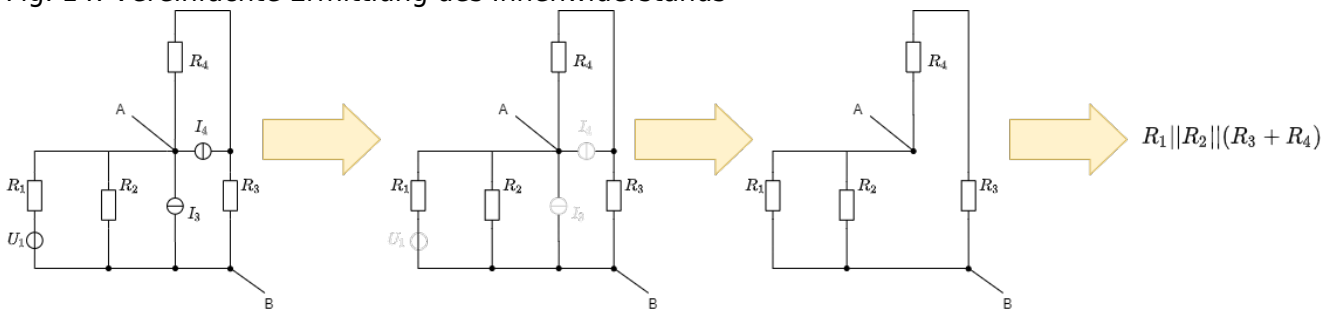 Fig. 14: Vereinfachte Ermittlung des Innenwiderstands
R₄ R₄ R₄
A A A
I₄ I₄
R₁ R₂ R₃ R₁ R₂ R₃ R₁ R₂ R₃
R₁||R₂||(R₃ + R₄)
I₃ I₃
U₁ U₁
B B B